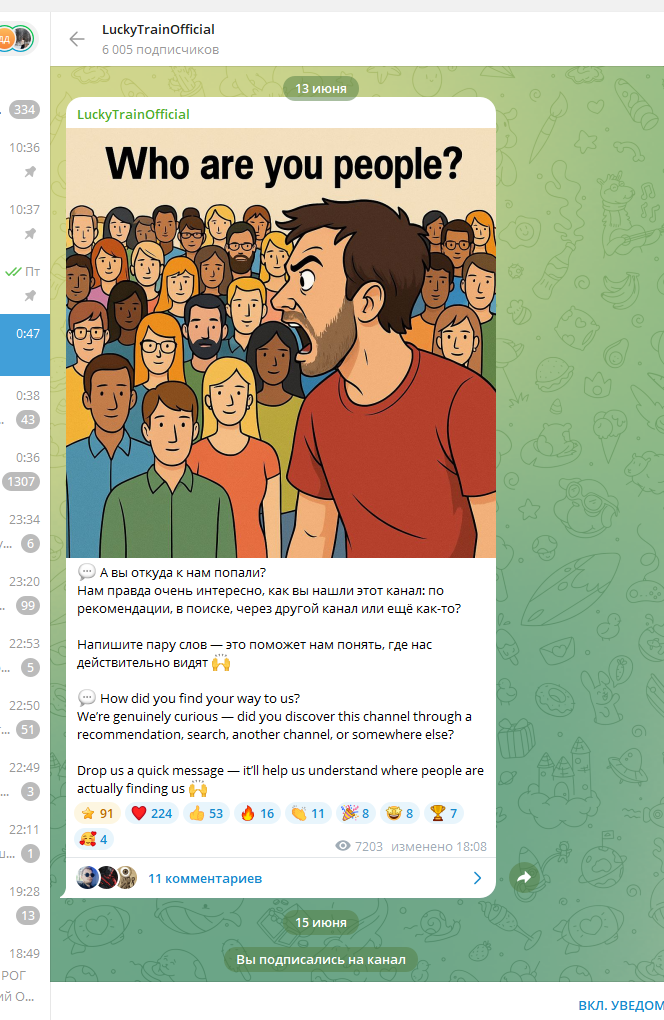 LuckyTrainOfficial
6 005 подписчиков
334
10:36
10:37
Пт
0:47
0:38
43
0:36
1307
23:34
6
23:20
99
22:53
5
22:50
51
22:49
3
22:11
1
19:28
13
18:49
РОГ
ий О...
13 июня
LuckyTrainOfficial
Who are you people?
💬 А вы откуда к нам попали?
Нам правда очень интересно, как вы нашли этот канал: по
рекомендации, в поиске, через другой канал или ещё как-то?
Напишите пару слов — это поможет нам понять, где нас
действительно видят 🙌
💬 How did you find your way to us?
We’re genuinely curious — did you discover this channel through a
recommendation, search, another channel, or somewhere else?
Drop us a quick message — it’ll help us understand where people are
actually finding us 🙌
91 224 53 16 11 8 8 7
4 7203 изменено 18:08
11 комментариев
15 июня
Вы подписались на канал
ВКЛ. УВЕДОМ